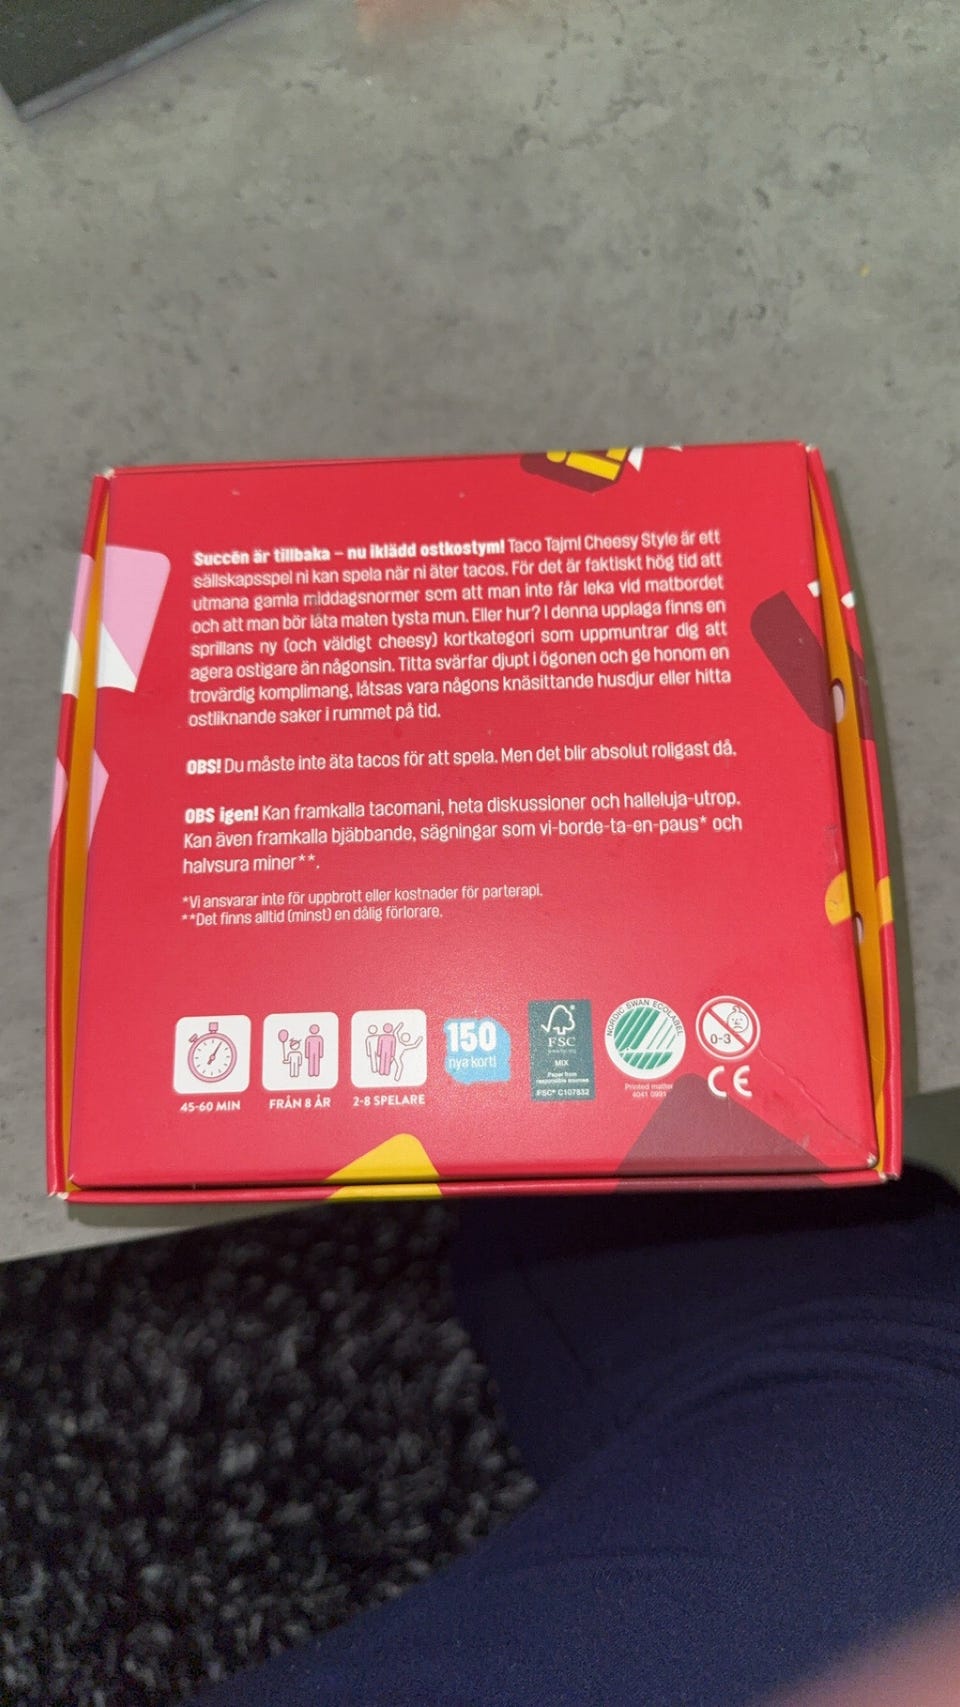 Succén är tillbaka – nu iklädd ostkostym! Taco Tajm! Cheesy Style är ett
sällskapsspel ni kan spela när ni äter tacos. För det är faktiskt hög tid att
utmana gamla middagsnormer som att man inte får leka vid matbordet
och att man bör låta maten tysta mun. Eller hur? I denna upplaga finns en
sprillans ny (och väldigt cheesy) kortkategori som uppmuntrar dig att
agera ostigare än någonsin. Titta svärfar djupt i ögonen och ge honom en
trovärdig komplimang, låtsas vara någons knäsittande husdjur eller hitta
ostliknande saker i rummet på tid.
OBS! Du måste inte äta tacos för att spela. Men det blir absolut roligast då.
OBS igen! Kan framkalla tacomani, heta diskussioner och halleluja-utrop.
Kan även framkalla bjäbbande, sägningar som vi-borde-ta-en-paus* och
halvsura miner**.
*Vi ansvarar inte för uppbrott eller kostnader för parterapi.
**Det finns alltid (minst) en dålig förlorare.
45-60 MIN
FRÅN 8 ÅR
2-8 SPELARE
150
nya kort!
FSC
MIX
Paper from
responsible sources
FSC® C107832
NORDIC SWAN ECOLABEL
Printed matter
4041 0991
0-3
CE